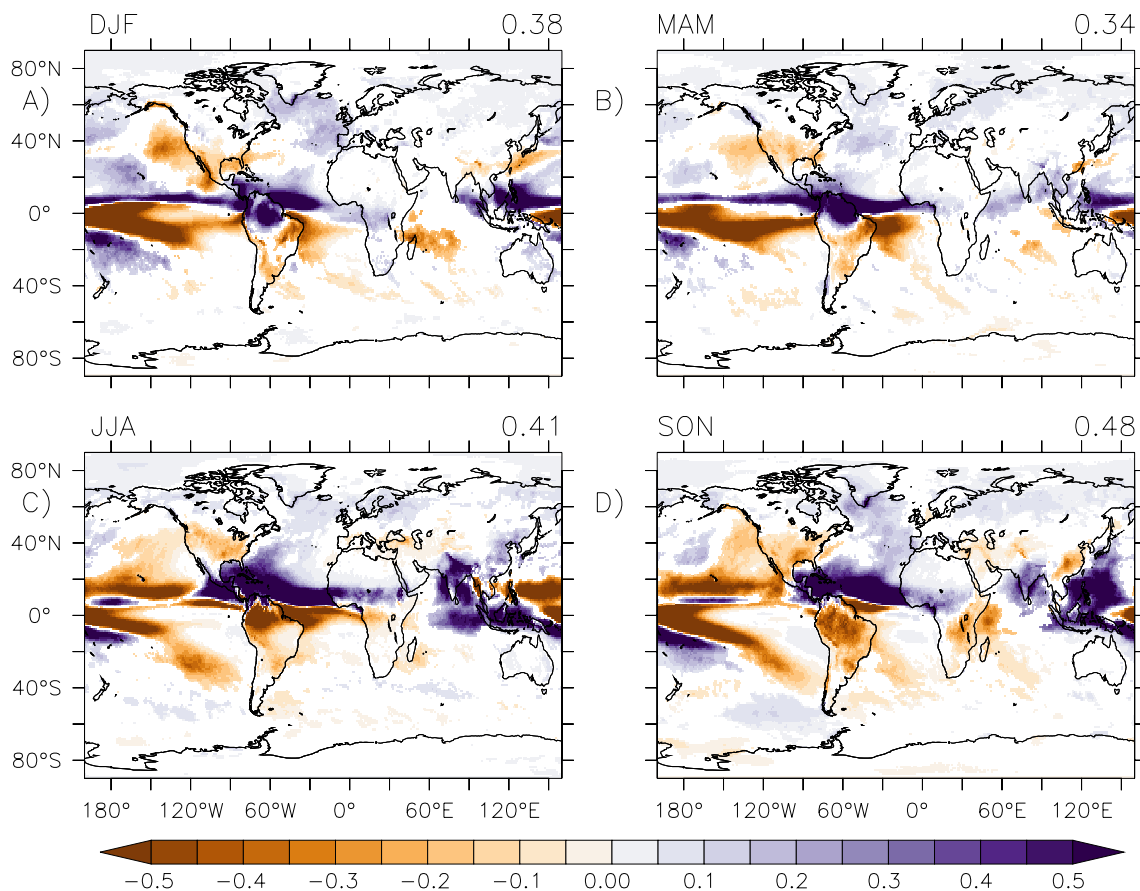 DJF 0.38 MAM 0.34
80°N
A) B)
40°N
0°
40°S
80°S
JJA 0.41 SON 0.48
80°N
C) D)
40°N
0°
40°S
80°S
180° 120°W 60°W 0° 60°E 120°E 180° 120°W 60°W 0° 60°E 120°E
-0.5 -0.4 -0.3 -0.2 -0.1 0.00 0.1 0.2 0.3 0.4 0.5